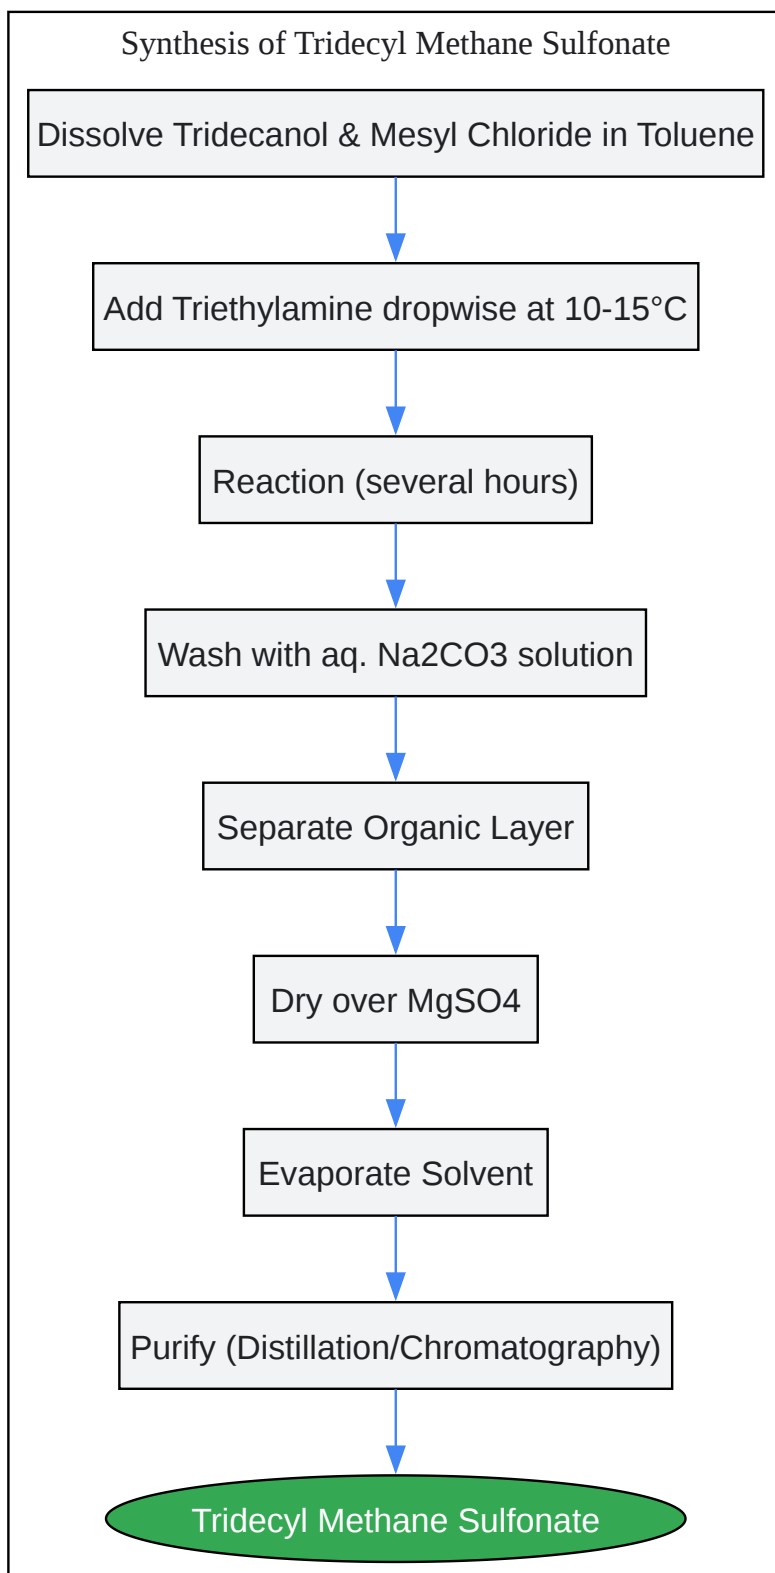 Synthesis of Tridecyl Methane Sulfonate
Dissolve Tridecanol & Mesyl Chloride in Toluene
Add Triethylamine dropwise at 10-15°C
Reaction (several hours)
Wash with aq. Na2CO3 solution
Separate Organic Layer
Dry over MgSO4
Evaporate Solvent
Purify (Distillation/Chromatography)
Tridecyl Methane Sulfonate